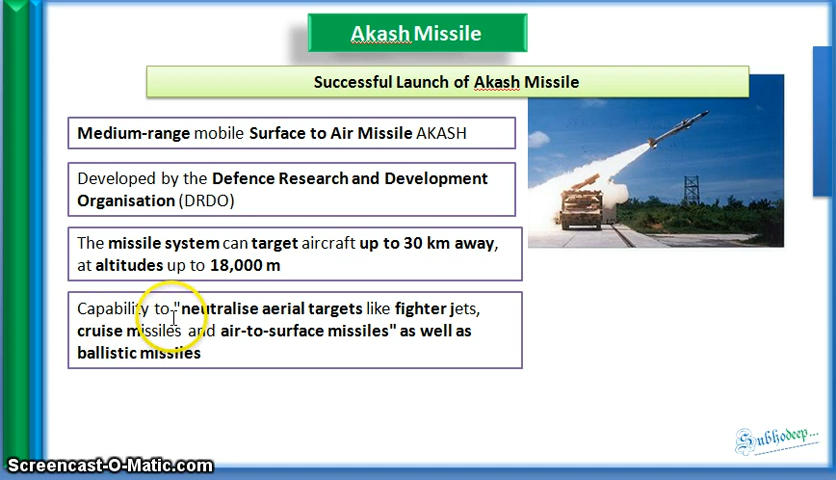 Akash Missile
Successful Launch of Akash Missile
Medium-range mobile Surface to Air Missile AKASH
Developed by the Defence Research and Development
Organisation (DRDO)
The missile system can target aircraft up to 30 km away,
at altitudes up to 18,000 m
Capability to "neutralise aerial targets like fighter jets,
cruise missiles and air-to-surface missiles" as well as
ballistic missiles
Subhodeep...
Screencast-O-Matic.com